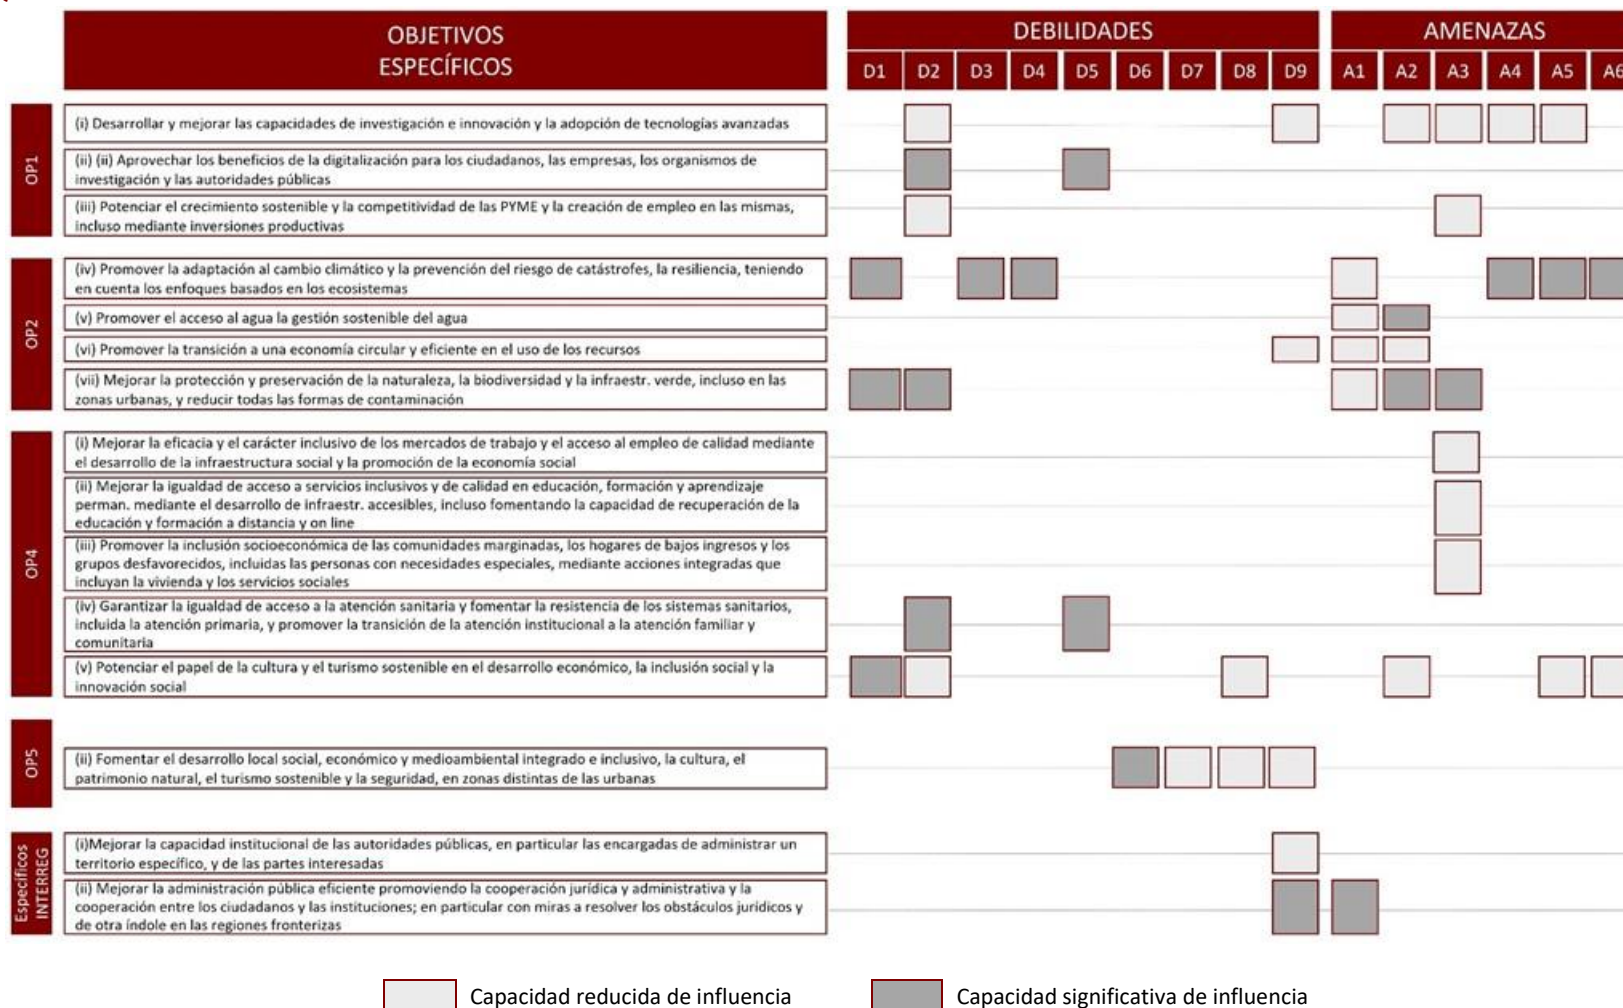 OBJETIVOS
ESPECÍFICOS
DEBILIDADES
AMENAZAS
D1 D2 D3 D4 D5 D6 D7 D8 D9 A1 A2 A3 A4 A5 A6
OP1
(i) Desarrollar y mejorar las capacidades de investigación e innovación y la adopción de tecnologías avanzadas
(ii) (ii) Aprovechar los beneficios de la digitalización para los ciudadanos, las empresas, los organismos de
investigación y las autoridades públicas
(iii) Potenciar el crecimiento sostenible y la competitividad de las PYME y la creación de empleo en las mismas,
incluso mediante inversiones productivas
OP2
(iv) Promover la adaptación al cambio climático y la prevención del riesgo de catástrofes, la resiliencia, teniendo
en cuenta los enfoques basados en los ecosistemas
(v) Promover el acceso al agua la gestión sostenible del agua
(vi) Promover la transición a una economía circular y eficiente en el uso de los recursos
(vii) Mejorar la protección y preservación de la naturaleza, la biodiversidad y la infraestr. verde, incluso en las
zonas urbanas, y reducir todas las formas de contaminación
OP4
(i) Mejorar la eficacia y el carácter inclusivo de los mercados de trabajo y el acceso al empleo de calidad mediante
el desarrollo de la infraestructura social y la promoción de la economía social
(ii) Mejorar la igualdad de acceso a servicios inclusivos y de calidad en educación, formación y aprendizaje
perman. mediante el desarrollo de infraestr. accesibles, incluso fomentando la capacidad de recuperación de la
educación y formación a distancia y on line
(iii) Promover la inclusión socioeconómica de las comunidades marginadas, los hogares de bajos ingresos y los
grupos desfavorecidos, incluidas las personas con necesidades especiales, mediante acciones integradas que
incluyan la vivienda y los servicios sociales
(iv) Garantizar la igualdad de acceso a la atención sanitaria y fomentar la resistencia de los sistemas sanitarios,
incluida la atención primaria, y promover la transición de la atención institucional a la atención familiar y
comunitaria
(v) Potenciar el papel de la cultura y el turismo sostenible en el desarrollo económico, la inclusión social y la
innovación social
OP5
(ii) Fomentar el desarrollo local social, económico y medioambiental integrado e inclusivo, la cultura, el
patrimonio natural, el turismo sostenible y la seguridad, en zonas distintas de las urbanas
Específicos
INTERREG
(i)Mejorar la capacidad institucional de las autoridades públicas, en particular las encargadas de administrar un
territorio específico, y de las partes interesadas
(ii) Mejorar la administración pública eficiente promoviendo la cooperación jurídica y administrativa y la
cooperación entre los ciudadanos y las instituciones; en particular con miras a resolver los obstáculos jurídicos y
de otra índole en las regiones fronterizas
Capacidad reducida de influencia
Capacidad significativa de influencia